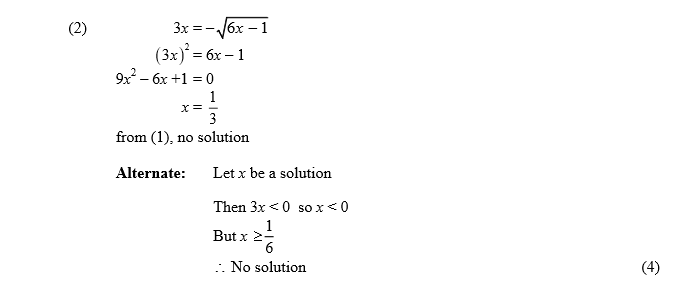 (2) 3x = −√(6x − 1)
(3x)² = 6x − 1
9x² − 6x + 1 = 0
x = 1/3
from (1), no solution
Alternate: Let x be a solution
Then 3x < 0 so x < 0
But x ≥ 1/6
∴ No solution (4)